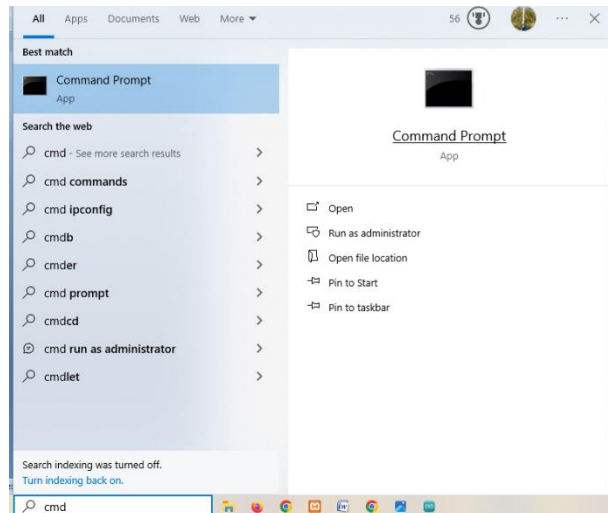 All Apps Documents Web More 56
Best match
Command Prompt
App
Search the web
cmd - See more search results
cmd commands
cmd ipconfig
cmdb
cmder
cmd prompt
cmdcd
cmd run as administrator
cmdlet
Search indexing was turned off.
Turn indexing back on.
cmd
Command Prompt
App
Open
Run as administrator
Open file location
Pin to Start
Pin to taskbar